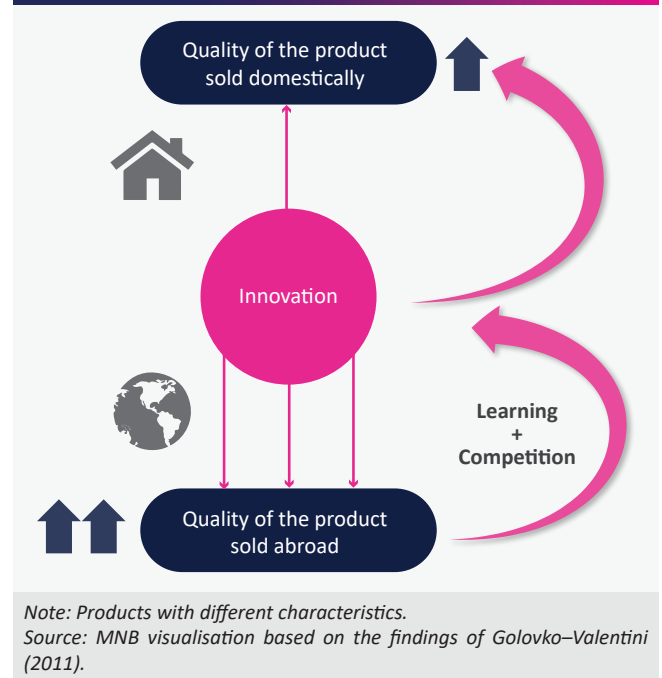 Quality of the product
sold domestically
Innovation
Learning
+
Competition
Quality of the product
sold abroad
Note: Products with different characteristics.
Source: MNB visualisation based on the findings of Golovko–Valentini
(2011).